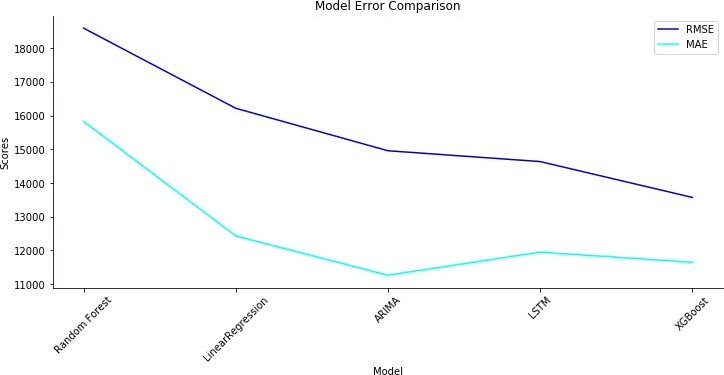 Model Error Comparison
RMSE
MAE
Scores
18000
17000
16000
15000
14000
13000
12000
11000
Random Forest
LinearRegression
ARIMA
LSTM
XGBoost
Model